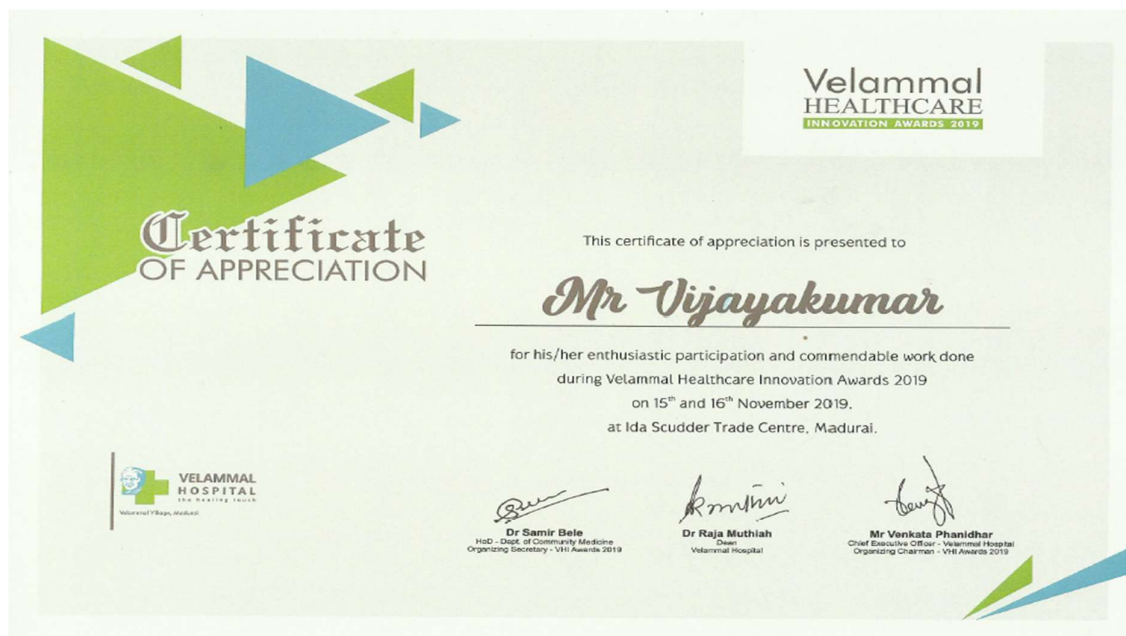 Velammal
HEALTHCARE
INNOVATION AWARDS 2019
Certificate
OF APPRECIATION
This certificate of appreciation is presented to
Mr Vijayakumar
for his/her enthusiastic participation and commendable work done
during Velammal Healthcare Innovation Awards 2019
on 15th and 16th November 2019.
at Ida Scudder Trade Centre, Madurai.
VELAMMAL
HOSPITAL
the healing touch
Velammal Village, Madurai
Dr Samir Bele
HoD - Dept. of Community Medicine
Organizing Secretary - VHI Awards 2019
Dr Raja Muthiah
Dean
Velammal Hospital
Mr Venkata Phanidhar
Chief Executive Officer - Velammal Hospital
Organizing Chairman - VHI Awards 2019